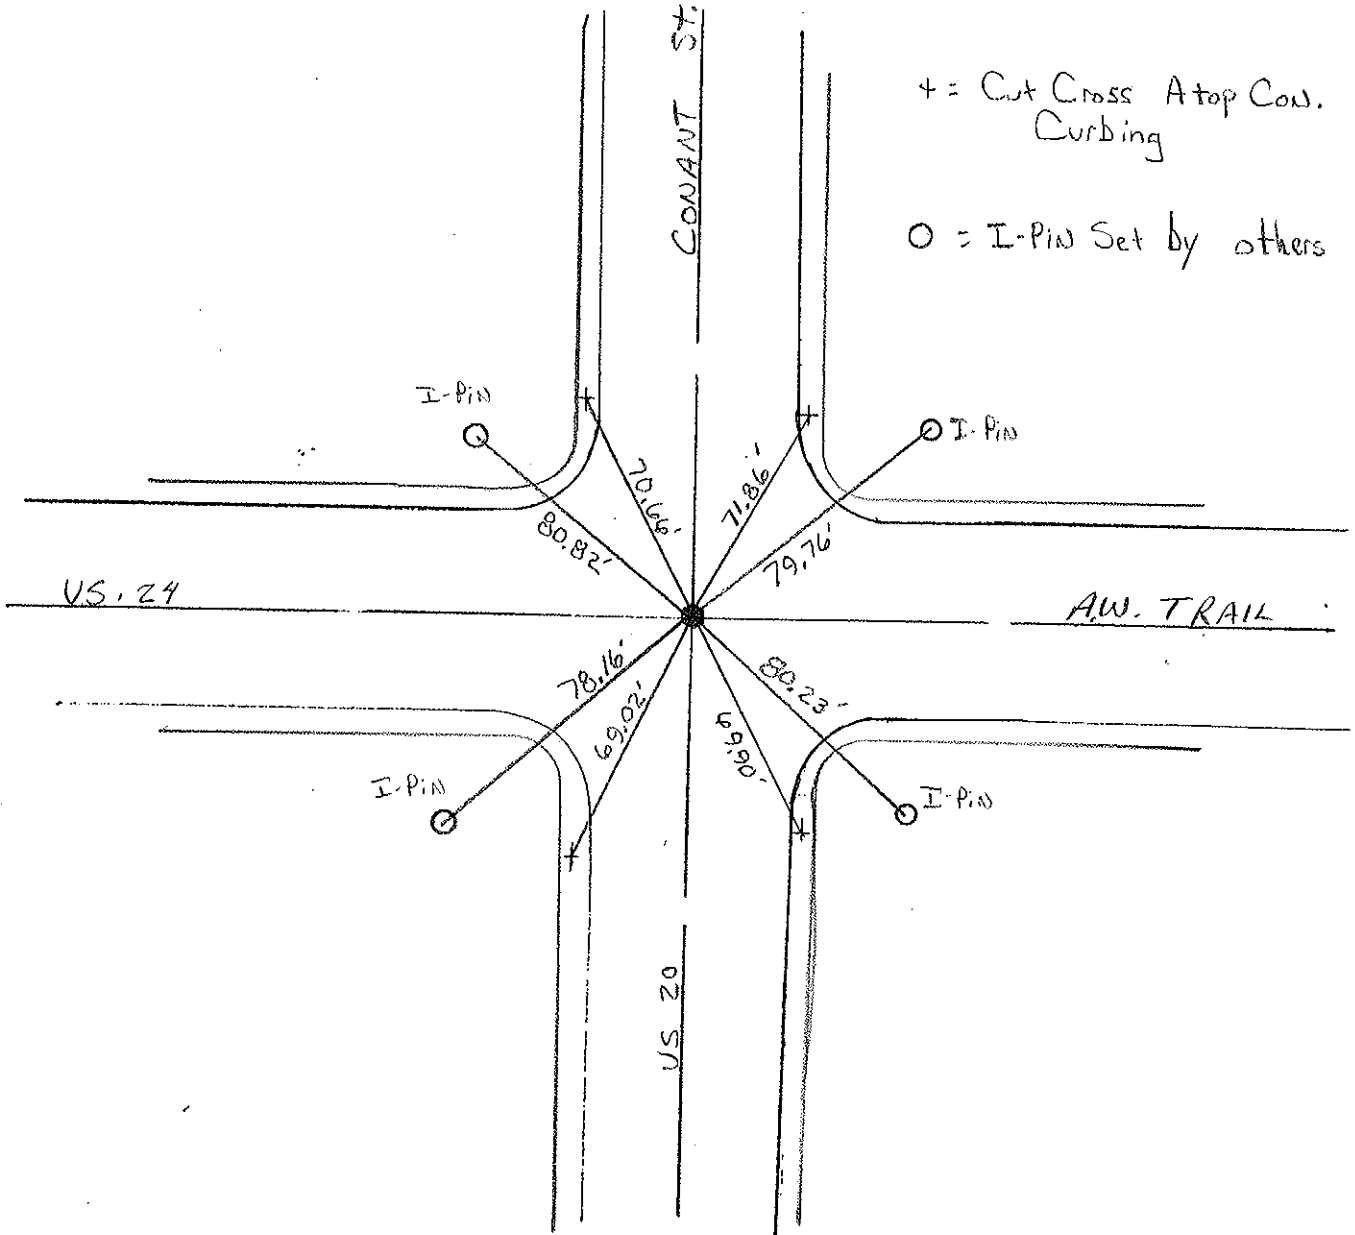 CONANT ST.
+ = Cut Cross Atop Con.
Curbing
O = I-Pin Set by others
I-Pin
I-Pin
70.66'
71.86'
80.82'
79.76'
US. 24
A.W. TRAIL
78.16'
69.02'
69.90'
80.23'
I-Pin
I-Pin
US 20